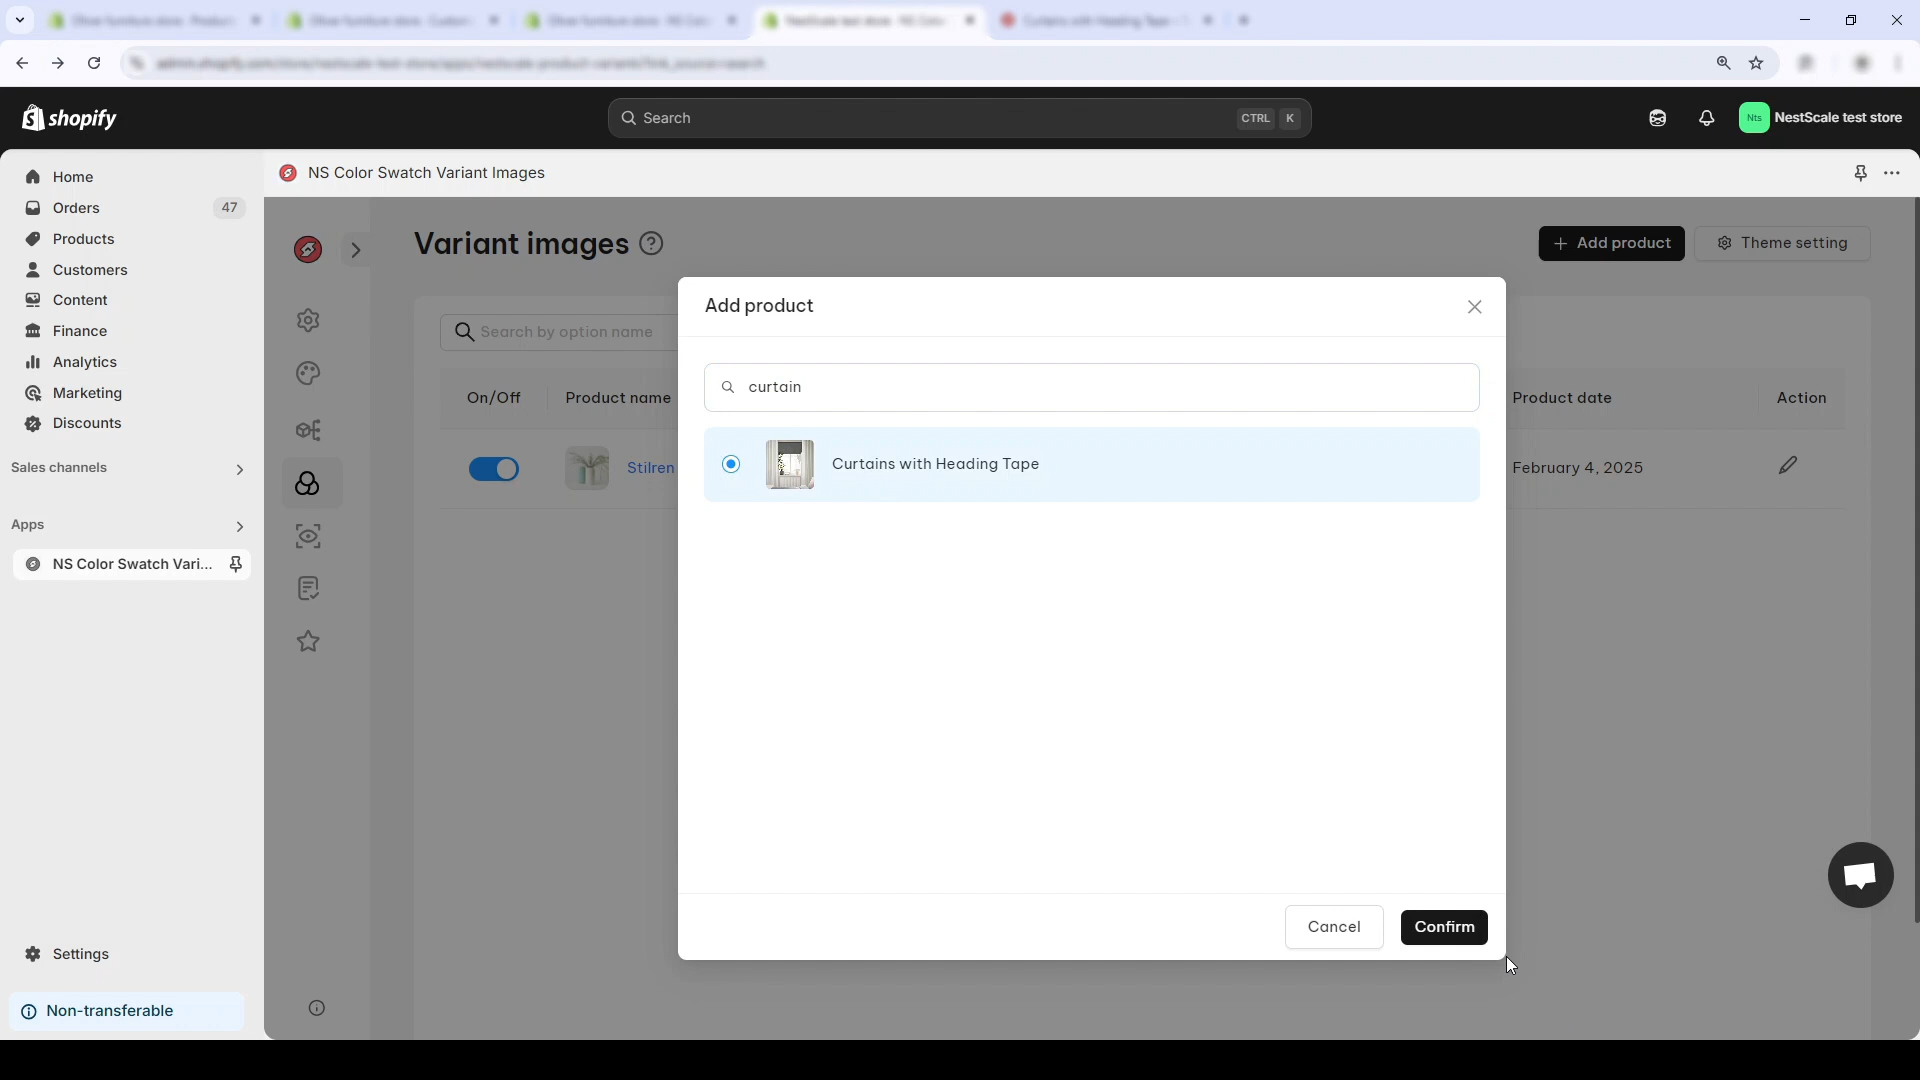 shopify
Search
CTRL K
Nts
NestScale test store
Home
Orders 47
Products
Customers
Content
Finance
Analytics
Marketing
Discounts
Sales channels
Apps
NS Color Swatch Vari...
Settings
Non-transferable
NS Color Swatch Variant Images
Variant images
+ Add product
Theme setting
Search by option name
On/Off
Product name
Product date
Action
Stilren
February 4, 2025
Add product
curtain
Curtains with Heading Tape
Cancel
Confirm